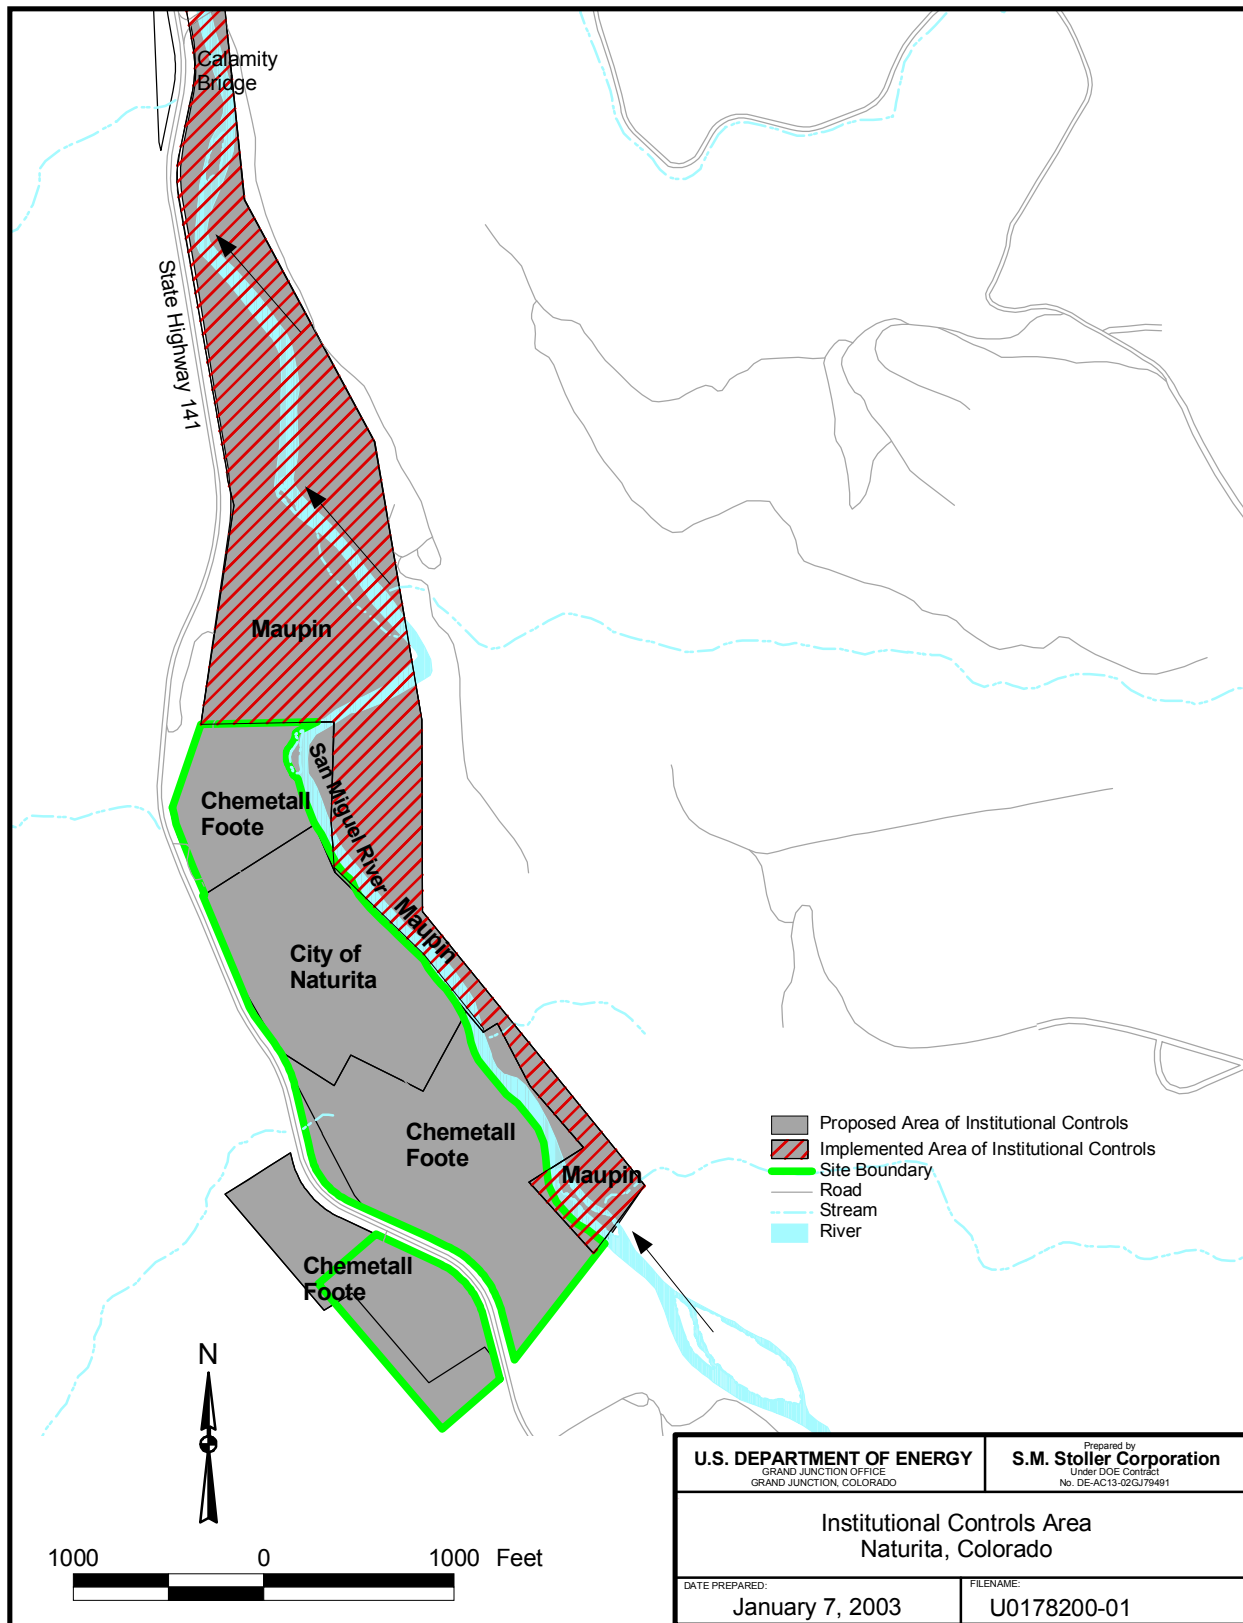 Calamity
Bridge
State Highway 141
Maupin
San Miguel River
Chemetall
Foote
Maupin
City of
Naturita
Chemetall
Foote
Maupin
Chemetall
Foote
Proposed Area of Institutional Controls
Implemented Area of Institutional Controls
Site Boundary
Road
Stream
River
N
1000 0 1000 Feet
U.S. DEPARTMENT OF ENERGY
GRAND JUNCTION OFFICE
GRAND JUNCTION, COLORADO
Prepared by
S.M. Stoller Corporation
Under DOE Contract
No. DE-AC13-02GJ79491
Institutional Controls Area
Naturita, Colorado
DATE PREPARED:
January 7, 2003
FILENAME:
U0178200-01